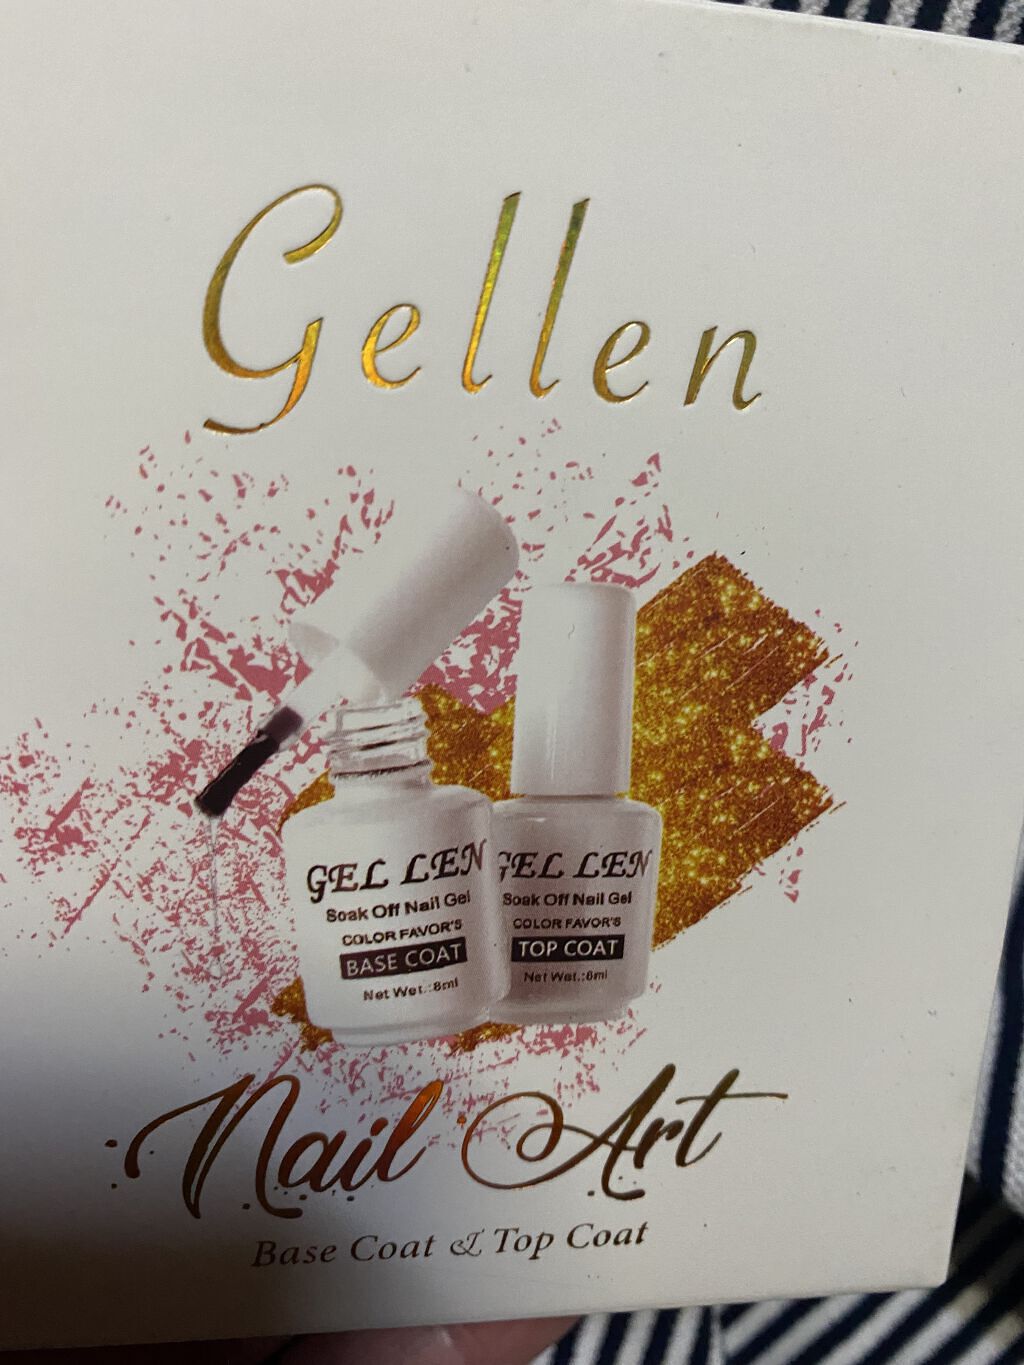 Gellen
GEL LEN
Soak Off Nail Gel
COLOR FAVOR'S
BASE COAT
Net Wet.:8ml
GEL LEN
Soak Off Nail Gel
COLOR FAVOR'S
TOP COAT
Net Wet.:8ml
Nail Art
Base Coat & Top Coat